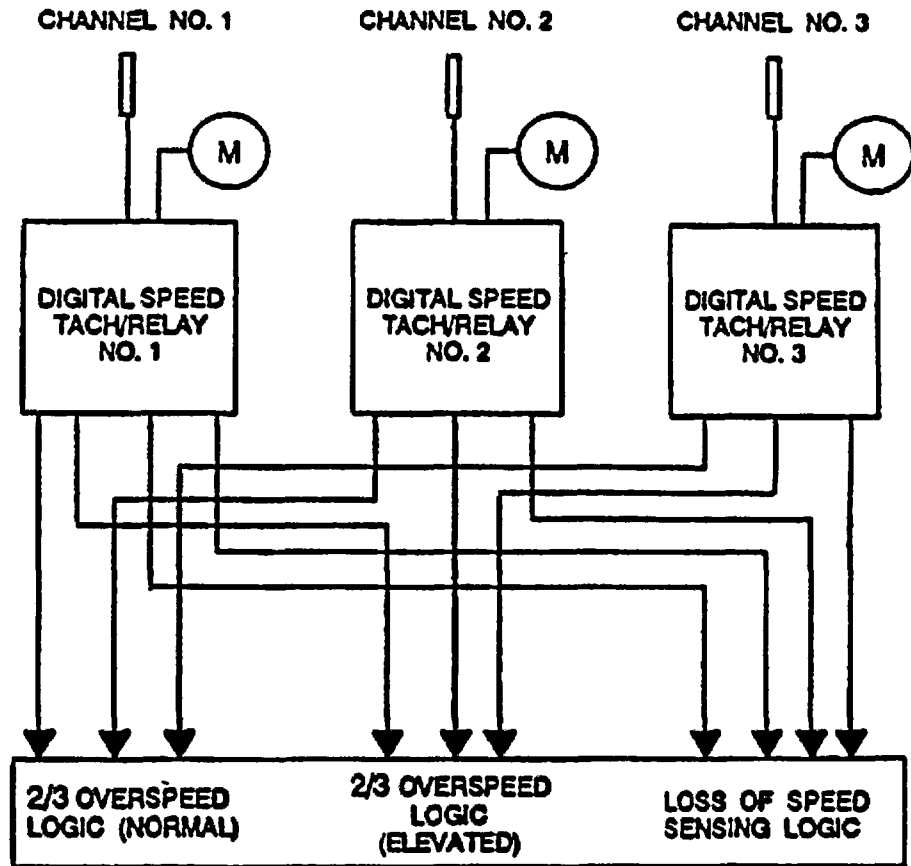 CHANNEL NO. 1
CHANNEL NO. 2
CHANNEL NO. 3
M
M
M
DIGITAL SPEED
TACH/RELAY
NO. 1
DIGITAL SPEED
TACH/RELAY
NO. 2
DIGITAL SPEED
TACH/RELAY
NO. 3
2/3 OVERSPEED
LOGIC (NORMAL)
2/3 OVERSPEED
LOGIC
(ELEVATED)
LOSS OF SPEED
SENSING LOGIC